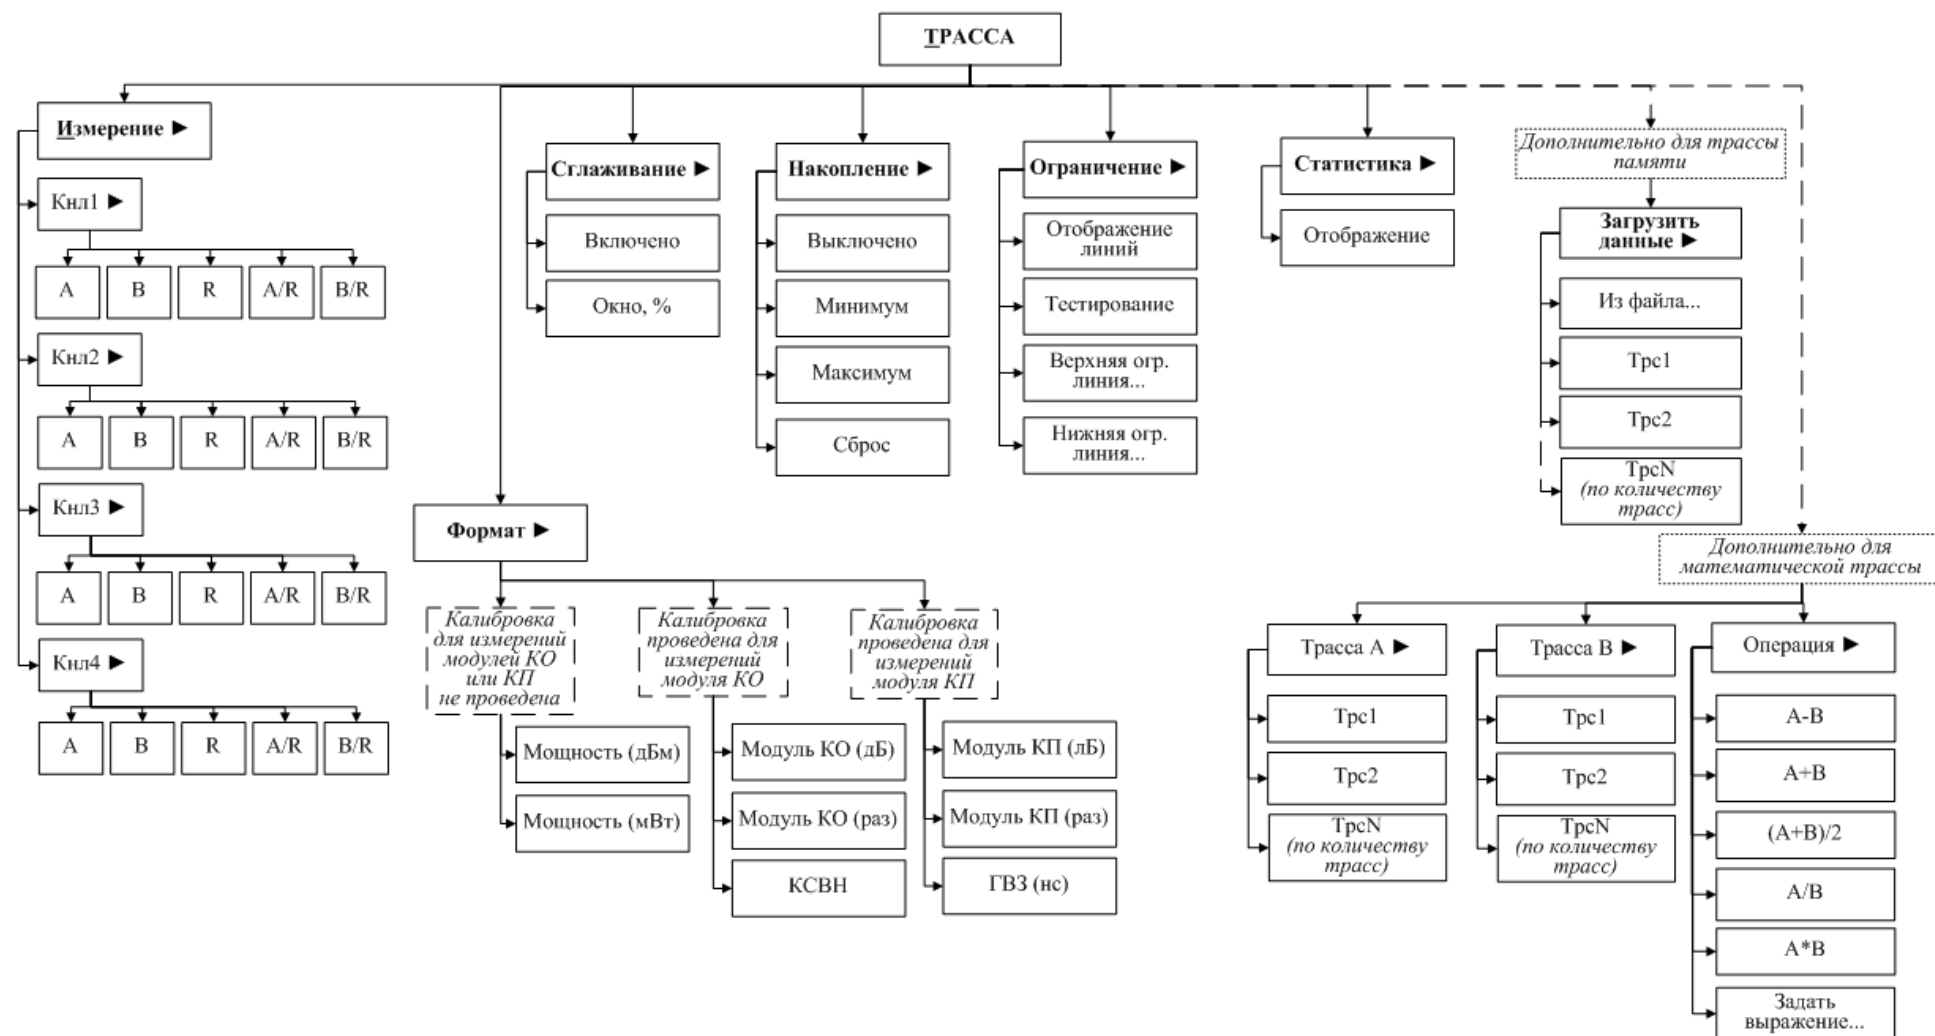 ТРАССА
Измерение ►
Кнл1 ►
A B R A/R B/R
Кнл2 ►
A B R A/R B/R
Кнл3 ►
A B R A/R B/R
Кнл4 ►
A B R A/R B/R
Формат ►
Калибровка
для измерений
модулей КО
или КП
не проведена
Мощность (дБм)
Мощность (мВт)
Калибровка
проведена для
измерений
модуля КО
Модуль КО (дБ)
Модуль КО (раз)
КСВН
Калибровка
проведена для
измерений
модуля КП
Модуль КП (лБ)
Модуль КП (раз)
ГВЗ (нс)
Сглаживание ►
Включено
Окно, %
Накопление ►
Выключено
Минимум
Максимум
Сброс
Ограничение ►
Отображение
линий
Тестирование
Верхняя огр.
линия...
Нижняя огр.
линия...
Статистика ►
Отображение
Дополнительно для трассы
памяти
Загрузить
данные ►
Из файла...
Трс1
Трс2
ТрсN
(по количеству
трасс)
Дополнительно для
математической трассы
Трасса A ►
Трс1
Трс2
ТрсN
(по количеству
трасс)
Трасса B ►
Трс1
Трс2
ТрсN
(по количеству
трасс)
Операция ►
A-B
A+B
(A+B)/2
A/B
A*B
Задать
выражение...